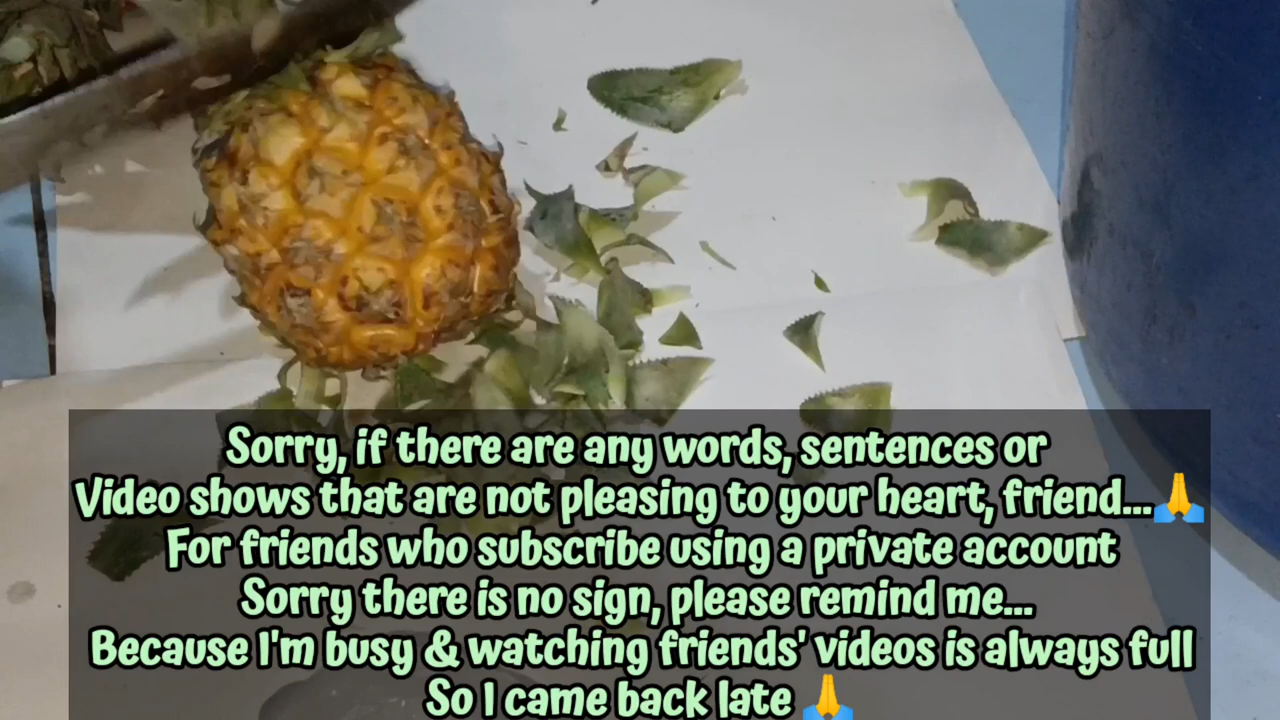 Sorry, if there are any words, sentences or
Video shows that are not pleasing to your heart, friend...🙏
For friends who subscribe using a private account
Sorry there is no sign, please remind me...
Because I'm busy & watching friends' videos is always full
So I came back late 🙏